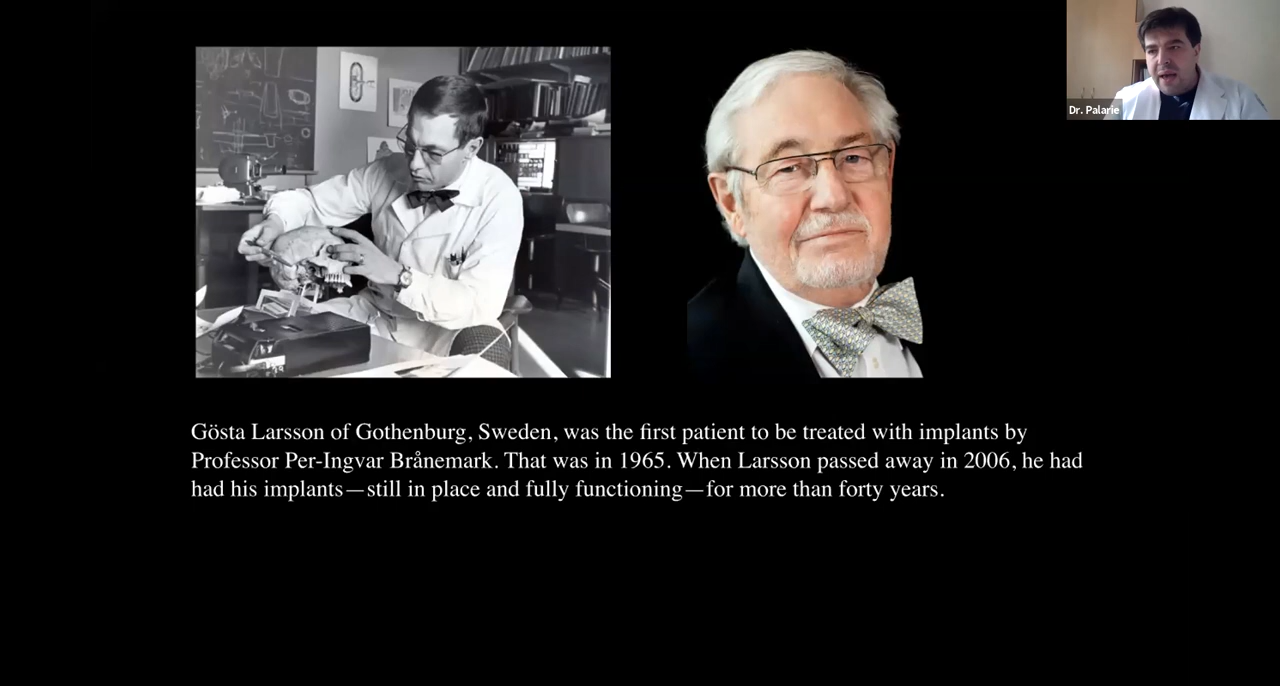 Dr. Palarie
Gösta Larsson of Gothenburg, Sweden, was the first patient to be treated with implants by
Professor Per-Ingvar Brånemark. That was in 1965. When Larsson passed away in 2006, he had
had his implants—still in place and fully functioning—for more than forty years.